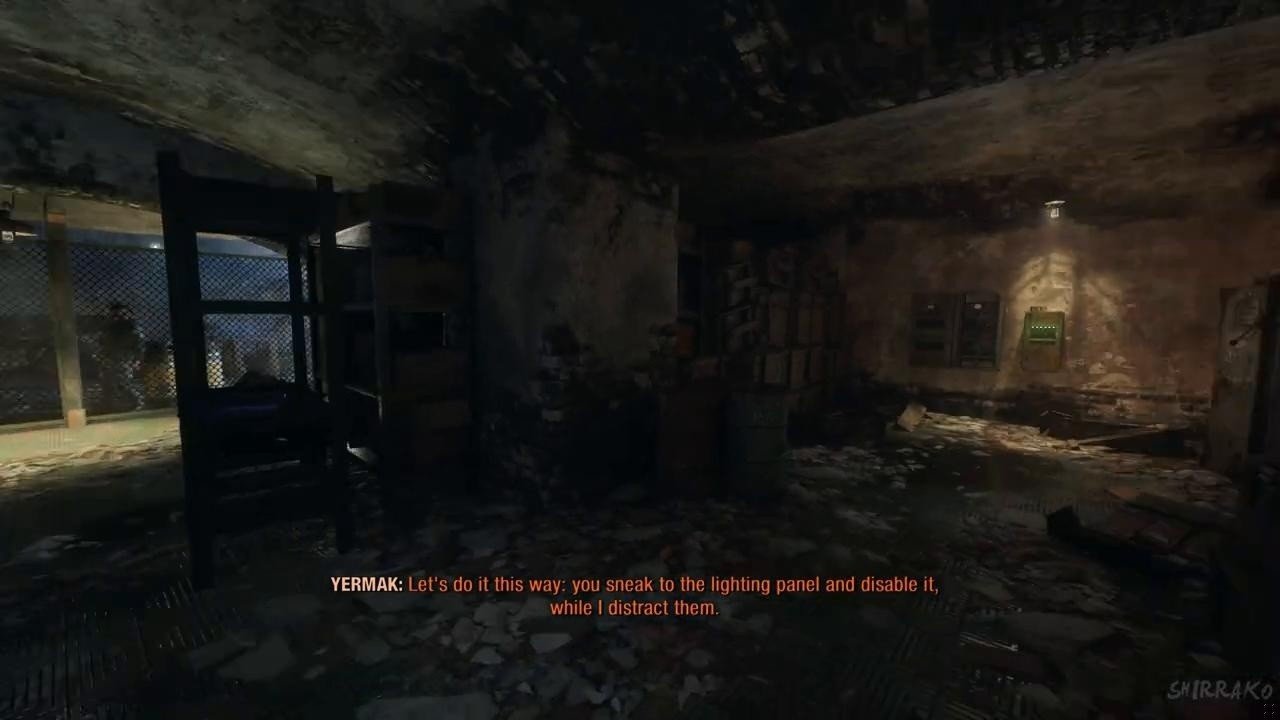 YERMAK: Let's do it this way: you sneak to the lighting panel and disable it,
while I distract them.
SHIRRAKO